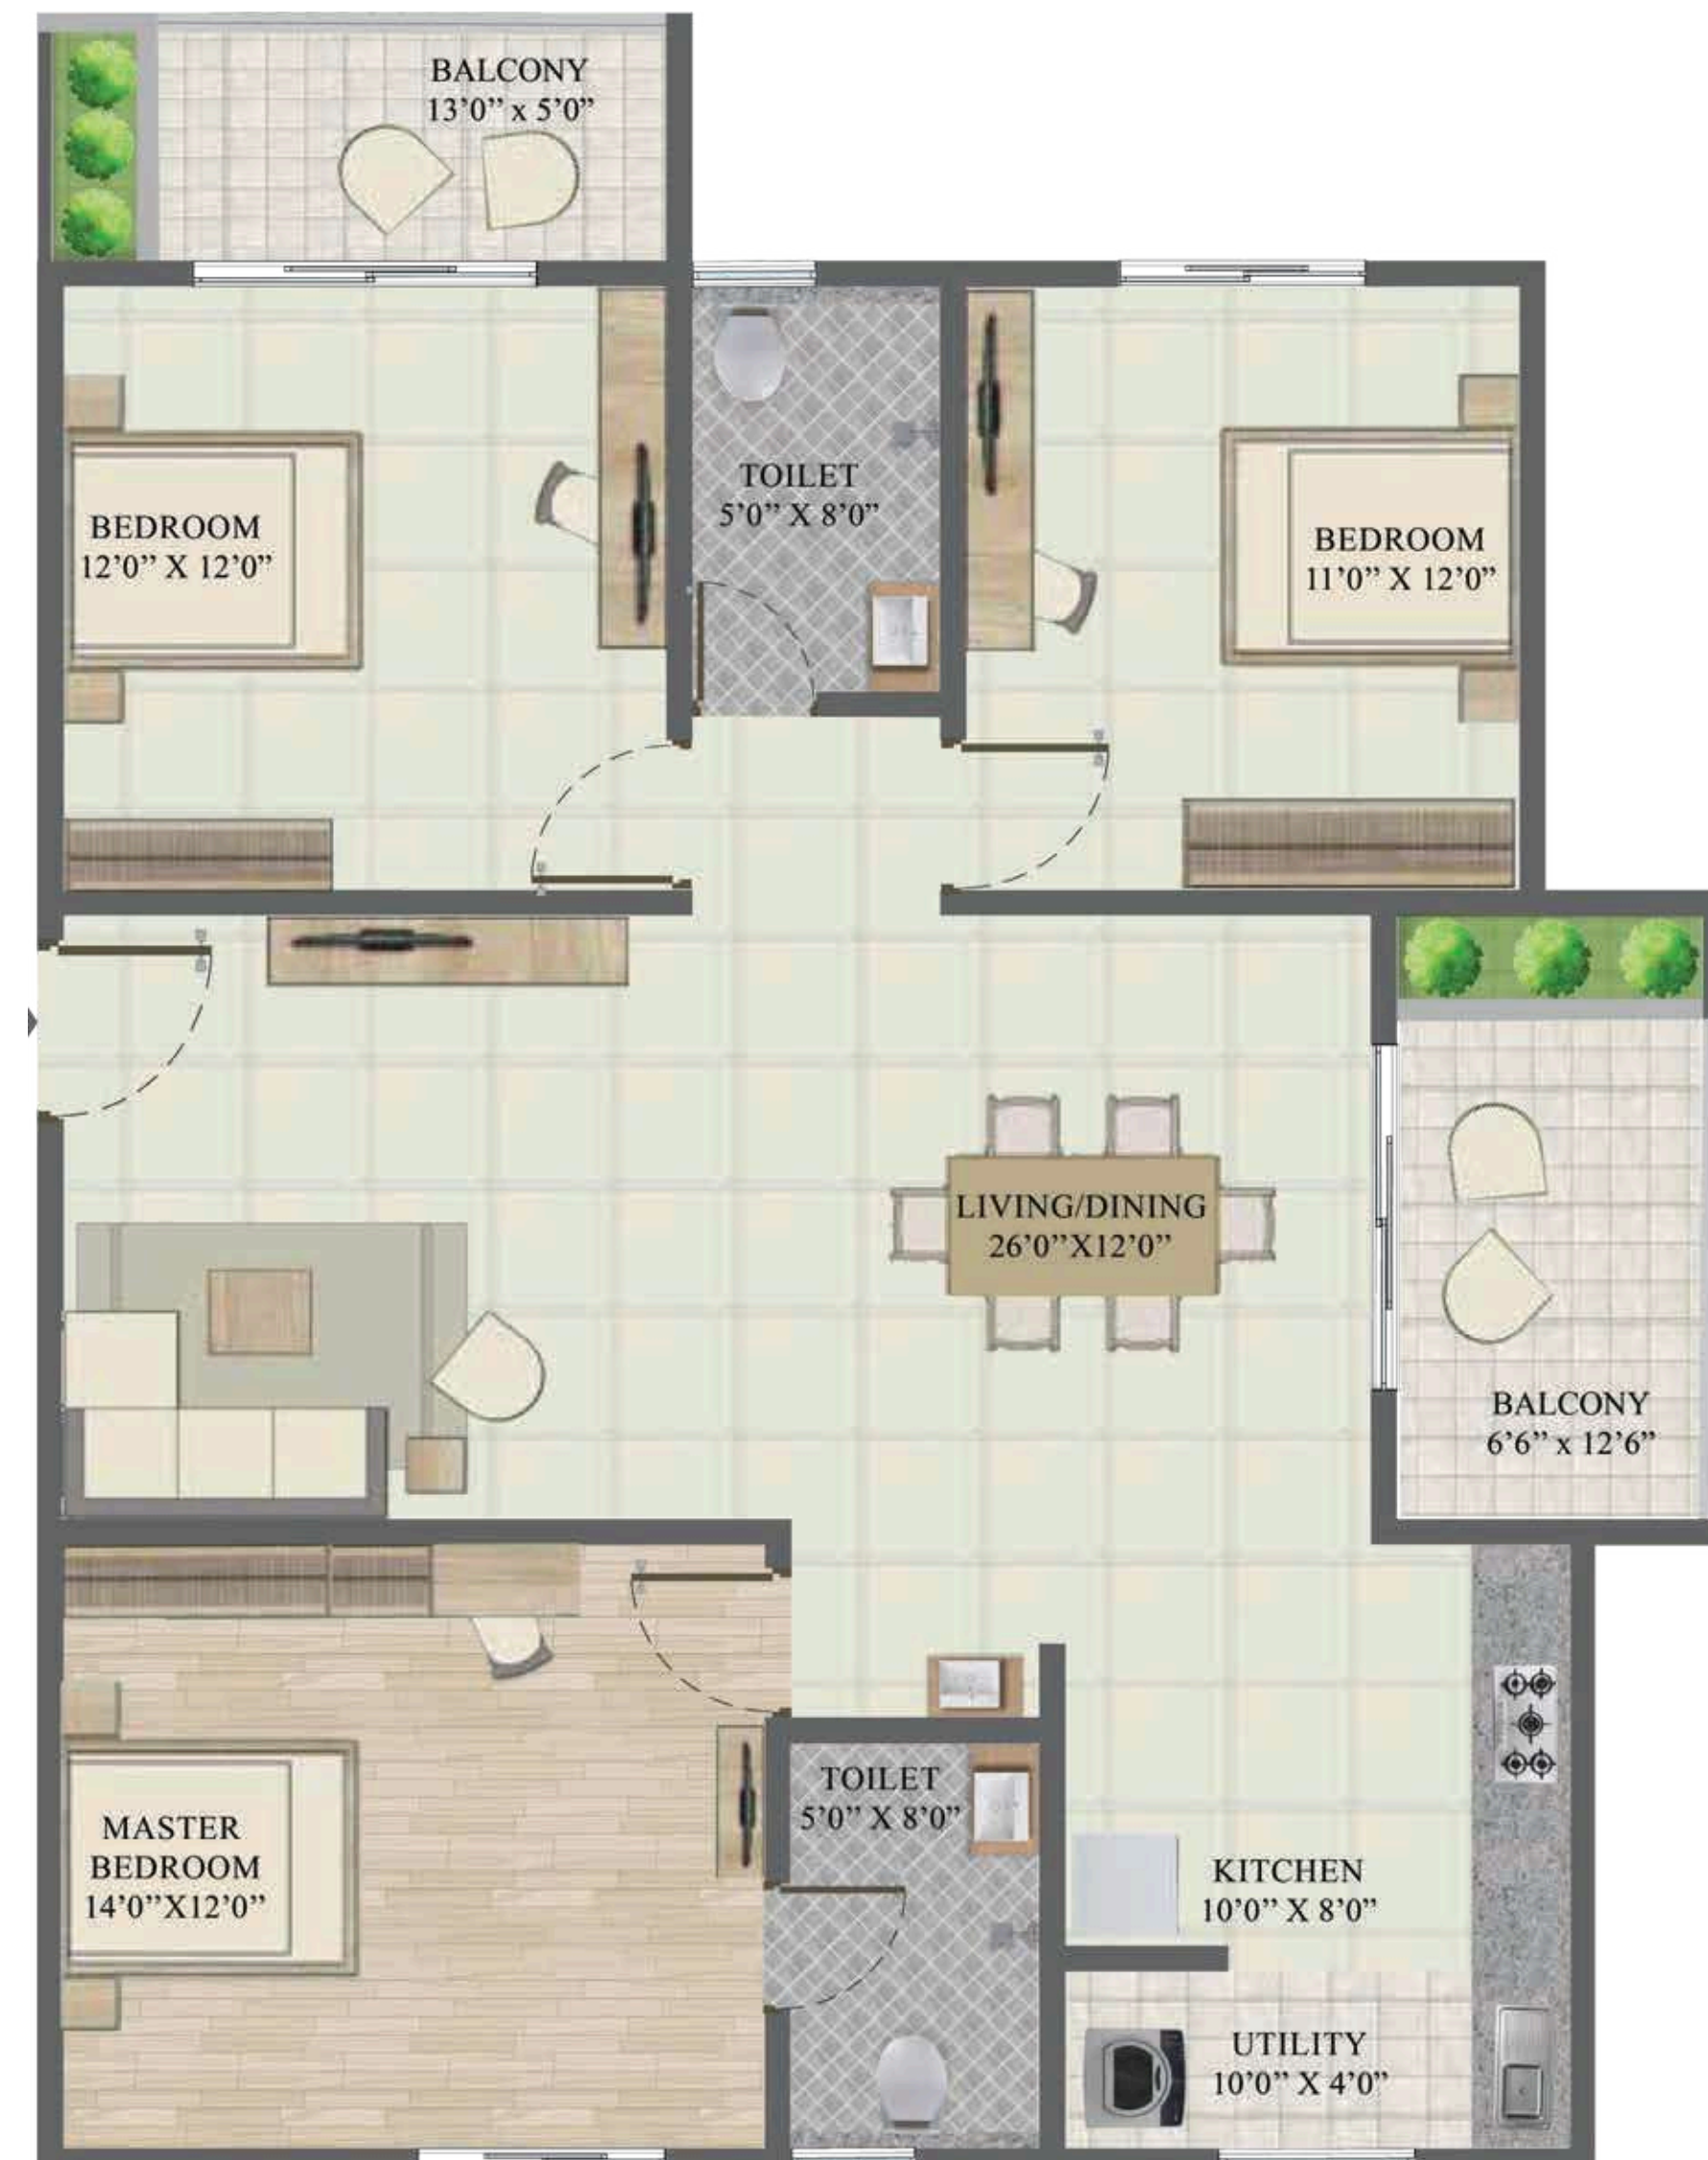 BALCONY
13’0” x 5’0”
BEDROOM
12’0” X 12’0”
TOILET
5’0” X 8’0”
BEDROOM
11’0” X 12’0”
LIVING/DINING
26’0”X12’0”
BALCONY
6’6” x 12’6”
MASTER
BEDROOM
14’0”X12’0”
TOILET
5’0” X 8’0”
KITCHEN
10’0” X 8’0”
UTILITY
10’0” X 4’0”